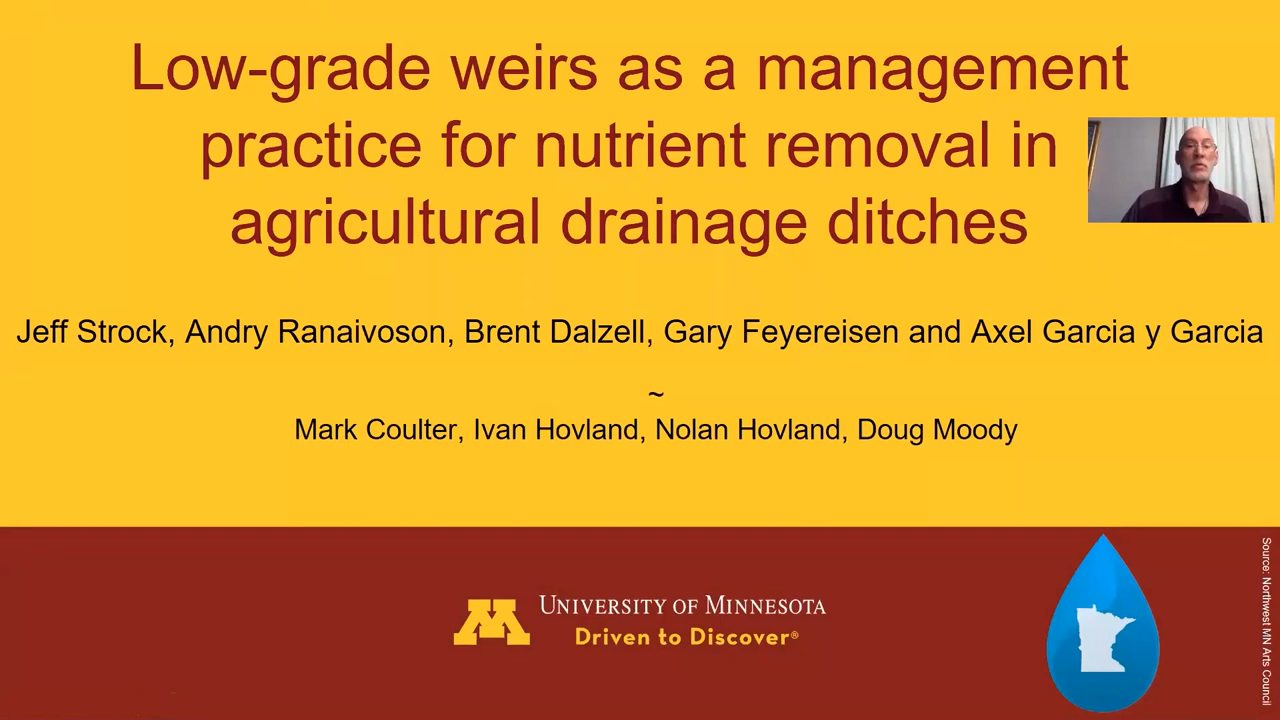 Low-grade weirs as a management
practice for nutrient removal in
agricultural drainage ditches
Jeff Strock, Andry Ranaivoson, Brent Dalzell, Gary Feyereisen and Axel Garcia y Garcia
~
Mark Coulter, Ivan Hovland, Nolan Hovland, Doug Moody
M
UNIVERSITY OF MINNESOTA
Driven to Discover®
Source: Northwest MN Arts Council